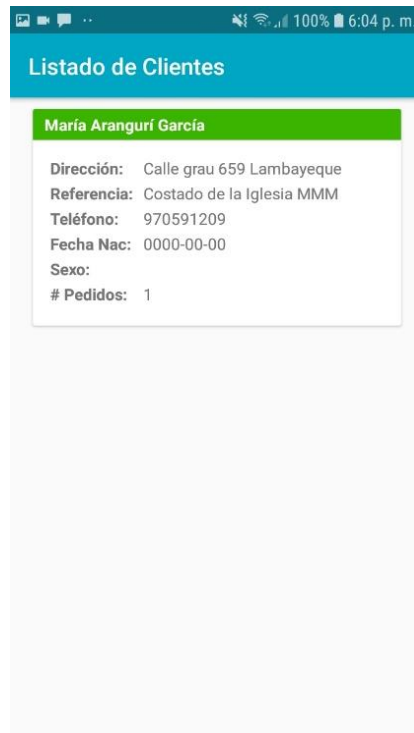 100% 6:04 p. m
Listado de Clientes
María Arangurí García
Dirección: Calle grau 659 Lambayeque
Referencia: Costado de la Iglesia MMM
Teléfono: 970591209
Fecha Nac: 0000-00-00
Sexo:
# Pedidos: 1